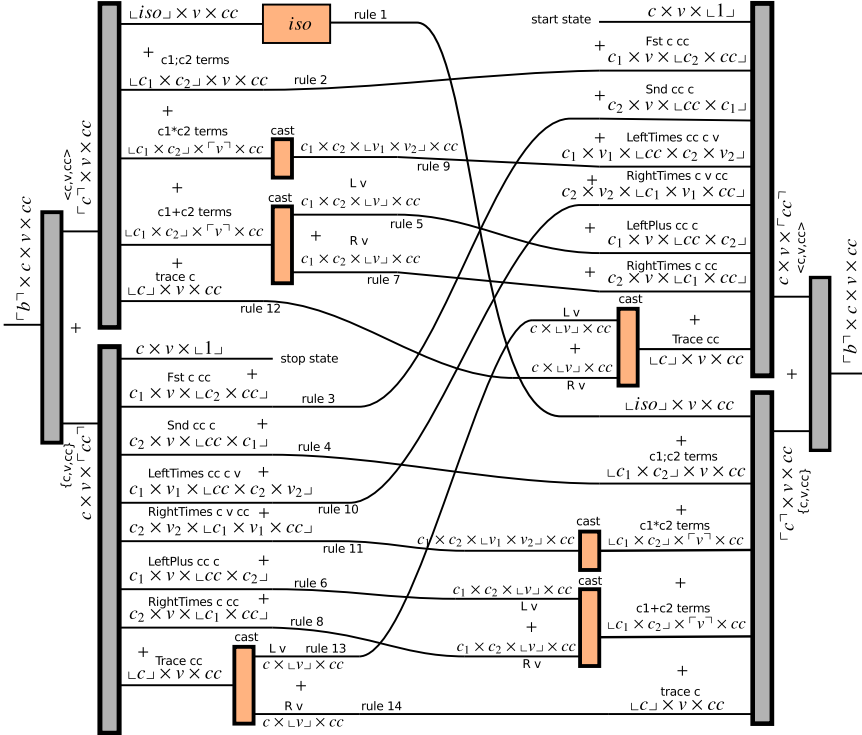 ⌞iso⌟ × v × cc
iso
rule 1
+
c1;c2 terms
⌞c₁ × c₂⌟ × v × cc
rule 2
+
c1*c2 terms
⌞c₁ × c₂⌟ × ⌜v⌝ × cc
cast
c₁ × c₂ × ⌞v₁ × v₂⌟ × cc
rule 9
+
c1+c2 terms
⌞c₁ × c₂⌟ × ⌜v⌝ × cc
cast
L v
c₁ × c₂ × ⌞v⌟ × cc
rule 5
+
R v
c₁ × c₂ × ⌞v⌟ × cc
rule 7
+
trace c
⌞c⌟ × v × cc
rule 12
<c,v,cc>
⌜c⌝ × v × cc
⌜b⌝ × c × v × cc
+
{c,v,cc}
c × v × ⌜cc⌝
c × v × ⌞1⌟
stop state
Fst c cc
+
c₁ × v × ⌞c₂ × cc⌟
rule 3
Snd cc c
+
c₂ × v × ⌞cc × c₁⌟
rule 4
LeftTimes cc c v
+
c₁ × v₁ × ⌞cc × c₂ × v₂⌟
rule 10
RightTimes c v cc
+
c₂ × v₂ × ⌞c₁ × v₁ × cc⌟
rule 11
LeftPlus cc c
+
c₁ × v × ⌞cc × c₂⌟
rule 6
RightTimes c cc
+
c₂ × v × ⌞c₁ × cc⌟
rule 8
+
Trace cc
⌞c⌟ × v × cc
cast
L v
rule 13
c × ⌞v⌟ × cc
+
R v
rule 14
c × ⌞v⌟ × cc
start state
c × v × ⌞1⌟
+
Fst c cc
c₁ × v × ⌞c₂ × cc⌟
+
Snd cc c
c₂ × v × ⌞cc × c₁⌟
+
LeftTimes cc c v
c₁ × v₁ × ⌞cc × c₂ × v₂⌟
+
RightTimes c v cc
c₂ × v₂ × ⌞c₁ × v₁ × cc⌟
+
LeftPlus cc c
c₁ × v × ⌞cc × c₂⌟
+
RightTimes c cc
c₂ × v × ⌞c₁ × cc⌟
cast
L v
c × ⌞v⌟ × cc
+
c × ⌞v⌟ × cc
R v
+
Trace cc
⌞c⌟ × v × cc
c × v × ⌜cc⌝
<c,v,cc>
+
⌜b⌝ × c × v × cc
⌜c⌝ × v × cc
{c,v,cc}
⌞iso⌟ × v × cc
+
c1;c2 terms
⌞c₁ × c₂⌟ × v × cc
+
c1*c2 terms
⌞c₁ × c₂⌟ × ⌜v⌝ × cc
cast
c₁ × c₂ × ⌞v₁ × v₂⌟ × cc
+
c1+c2 terms
⌞c₁ × c₂⌟ × ⌜v⌝ × cc
cast
c₁ × c₂ × ⌞v⌟ × cc
L v
+
c₁ × c₂ × ⌞v⌟ × cc
R v
+
trace c
⌞c⌟ × v × cc